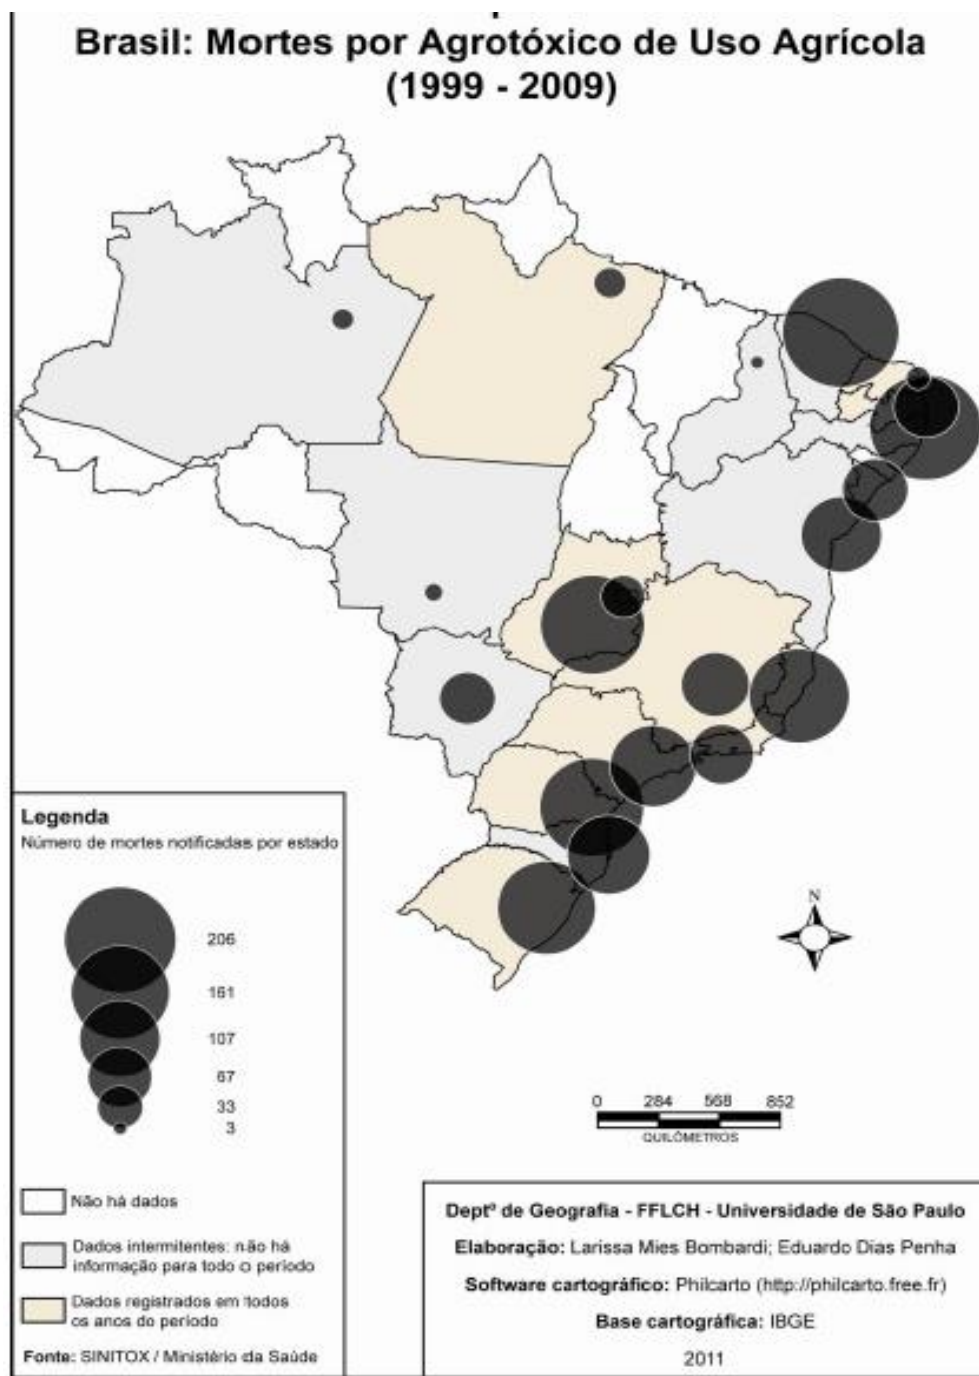 Brasil: Mortes por Agrotóxico de Uso Agrícola
(1999 - 2009)
Legenda
Número de mortes notificadas por estado
206
161
107
67
33
3
Não há dados
Dados intermitentes: não há
informação para todo o período
Dados registrados em todos
os anos do período
Fonte: SINITOX / Ministério da Saúde
N
0 284 568 852
QUILÔMETROS
Deptº de Geografia - FFLCH - Universidade de São Paulo
Elaboração: Larissa Mies Bombardi; Eduardo Dias Penha
Software cartográfico: Philcarto (http://philcarto.free.fr)
Base cartográfica: IBGE
2011